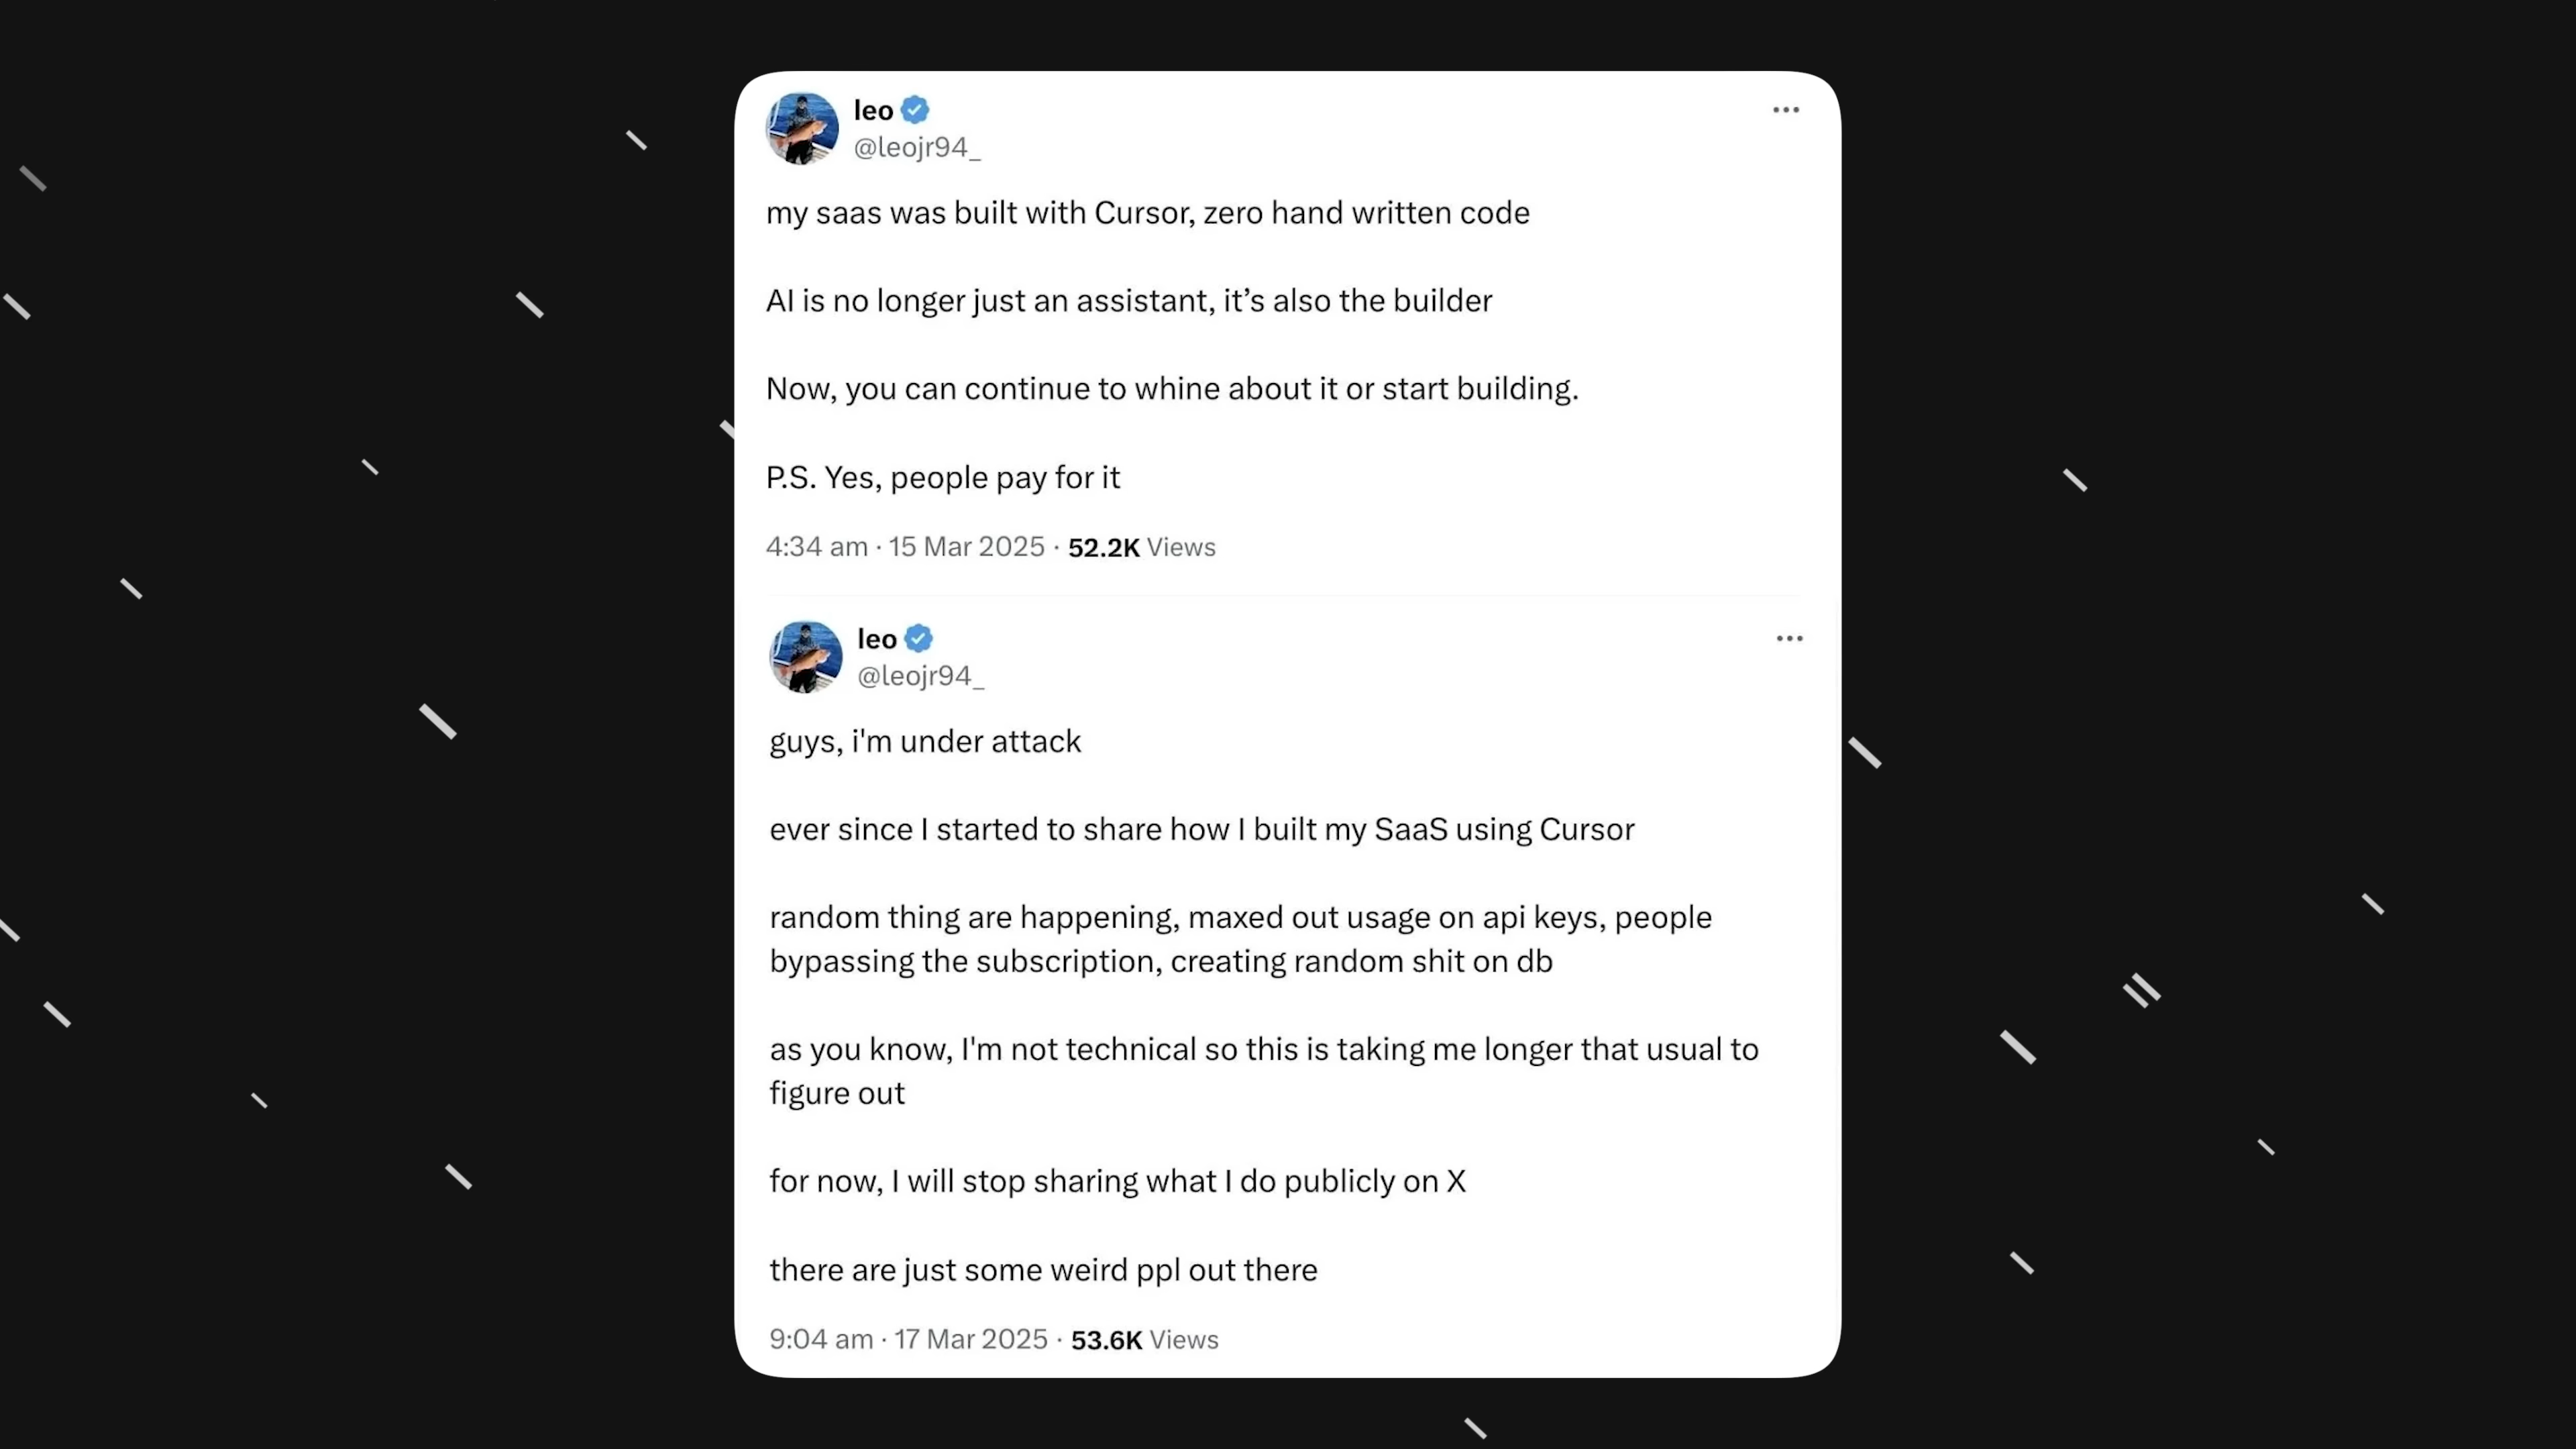 leo
@leojr94_
my saas was built with Cursor, zero hand written code
AI is no longer just an assistant, it’s also the builder
Now, you can continue to whine about it or start building.
P.S. Yes, people pay for it
4:34 am · 15 Mar 2025 · 52.2K Views
leo
@leojr94_
guys, i'm under attack
ever since I started to share how I built my SaaS using Cursor
random thing are happening, maxed out usage on api keys, people
bypassing the subscription, creating random shit on db
as you know, I'm not technical so this is taking me longer that usual to
figure out
for now, I will stop sharing what I do publicly on X
there are just some weird ppl out there
9:04 am · 17 Mar 2025 · 53.6K Views